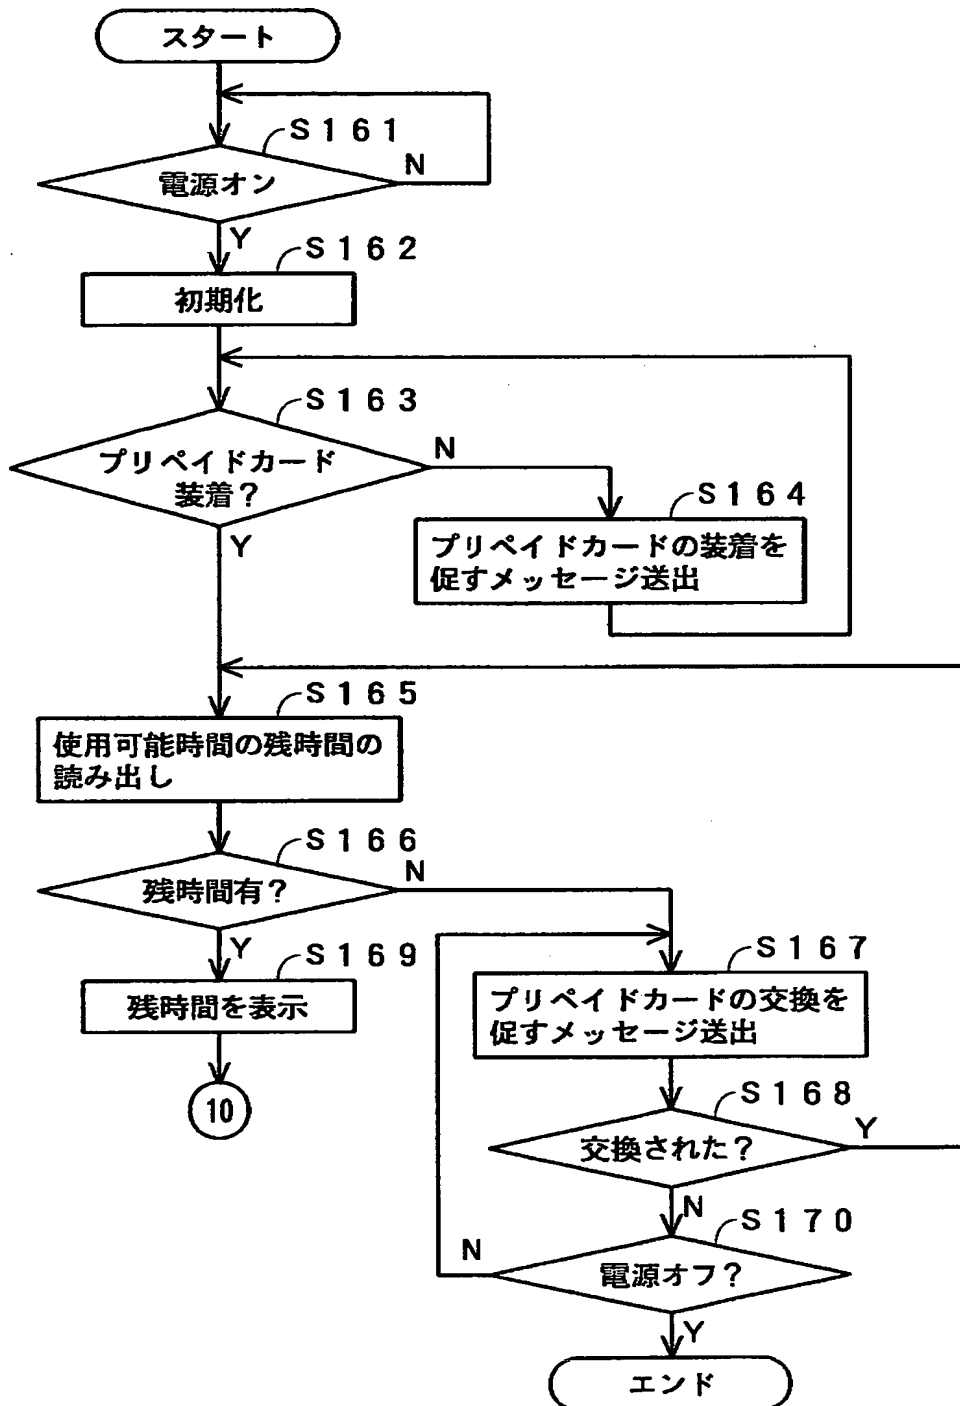 スタート
S161
電源オン
N
Y
S162
初期化
S163
プリペイドカード
装着?
N
Y
S164
プリペイドカードの装着を
促すメッセージ送出
S165
使用可能時間の残時間の
読み出し
S166
残時間有?
N
Y
S169
残時間を表示
10
S167
プリペイドカードの交換を
促すメッセージ送出
S168
交換された?
Y
N
S170
電源オフ?
N
Y
エンド